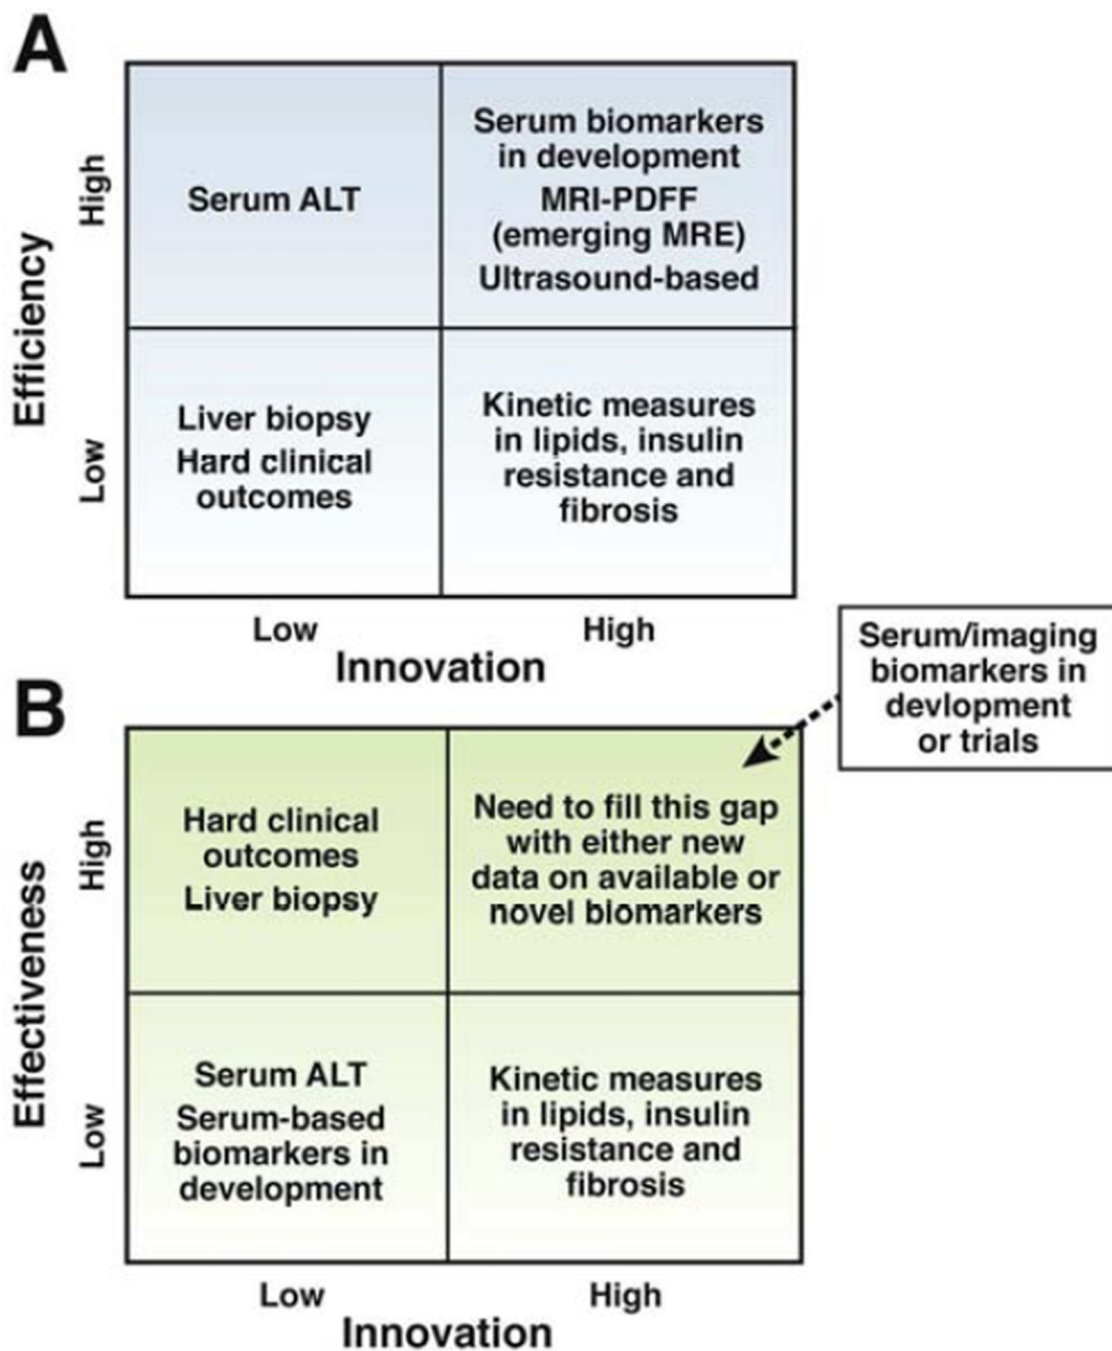 A
Efficiency
High
Low
Serum ALT
Serum biomarkers
in development
MRI-PDFF
(emerging MRE)
Ultrasound-based
Liver biopsy
Hard clinical
outcomes
Kinetic measures
in lipids, insulin
resistance and
fibrosis
Low
High
Innovation
Serum/imaging
biomarkers in
devlopment
or trials
B
Effectiveness
High
Low
Hard clinical
outcomes
Liver biopsy
Need to fill this gap
with either new
data on available or
novel biomarkers
Serum ALT
Serum-based
biomarkers in
development
Kinetic measures
in lipids, insulin
resistance and
fibrosis
Low
High
Innovation